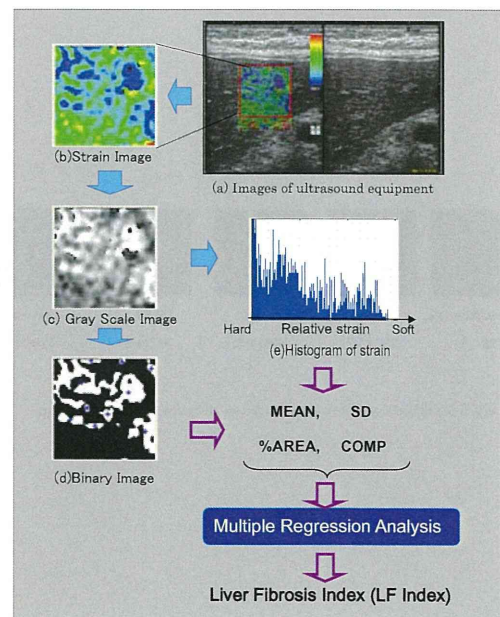 (b)Strain Image
(a) Images of ultrasound equipment
(c) Gray Scale Image
Hard Relative strain Soft
(e)Histogram of strain
MEAN, SD
%AREA, COMP
(d)Binary Image
Multiple Regression Analysis
Liver Fibrosis Index (LF Index)